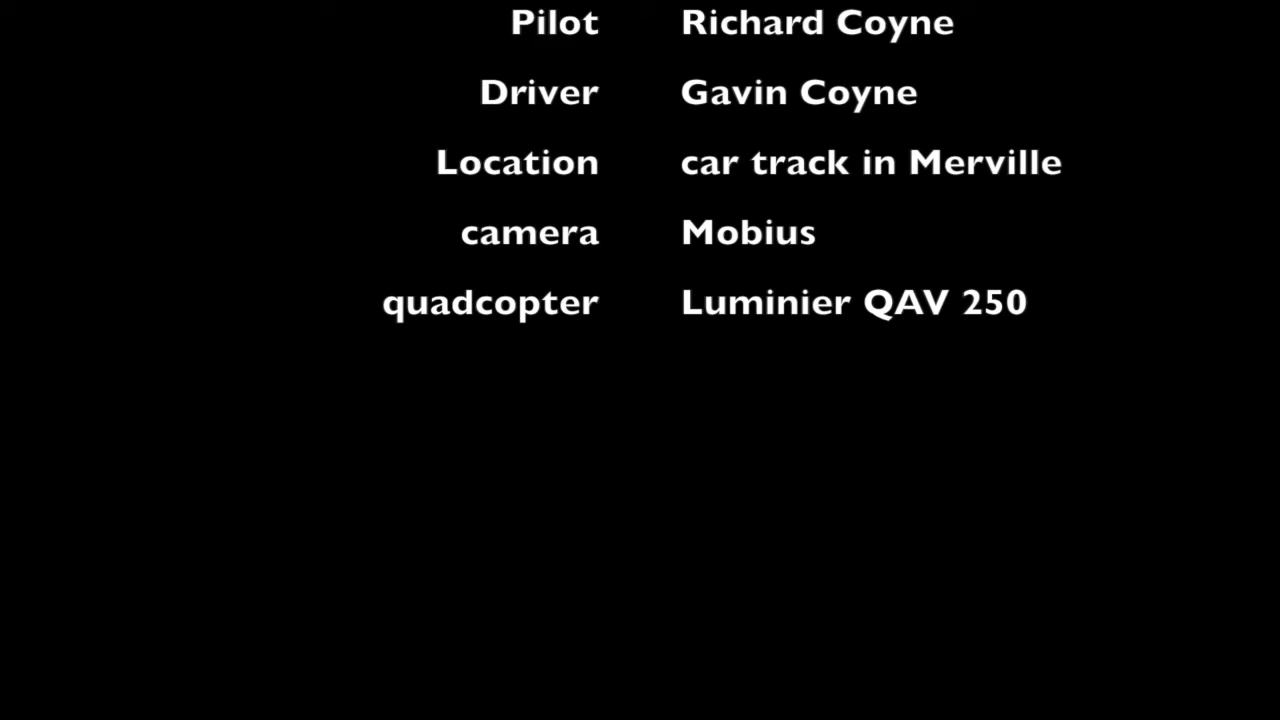 Pilot Richard Coyne
Driver Gavin Coyne
Location car track in Merville
camera Mobius
quadcopter Luminier QAV 250